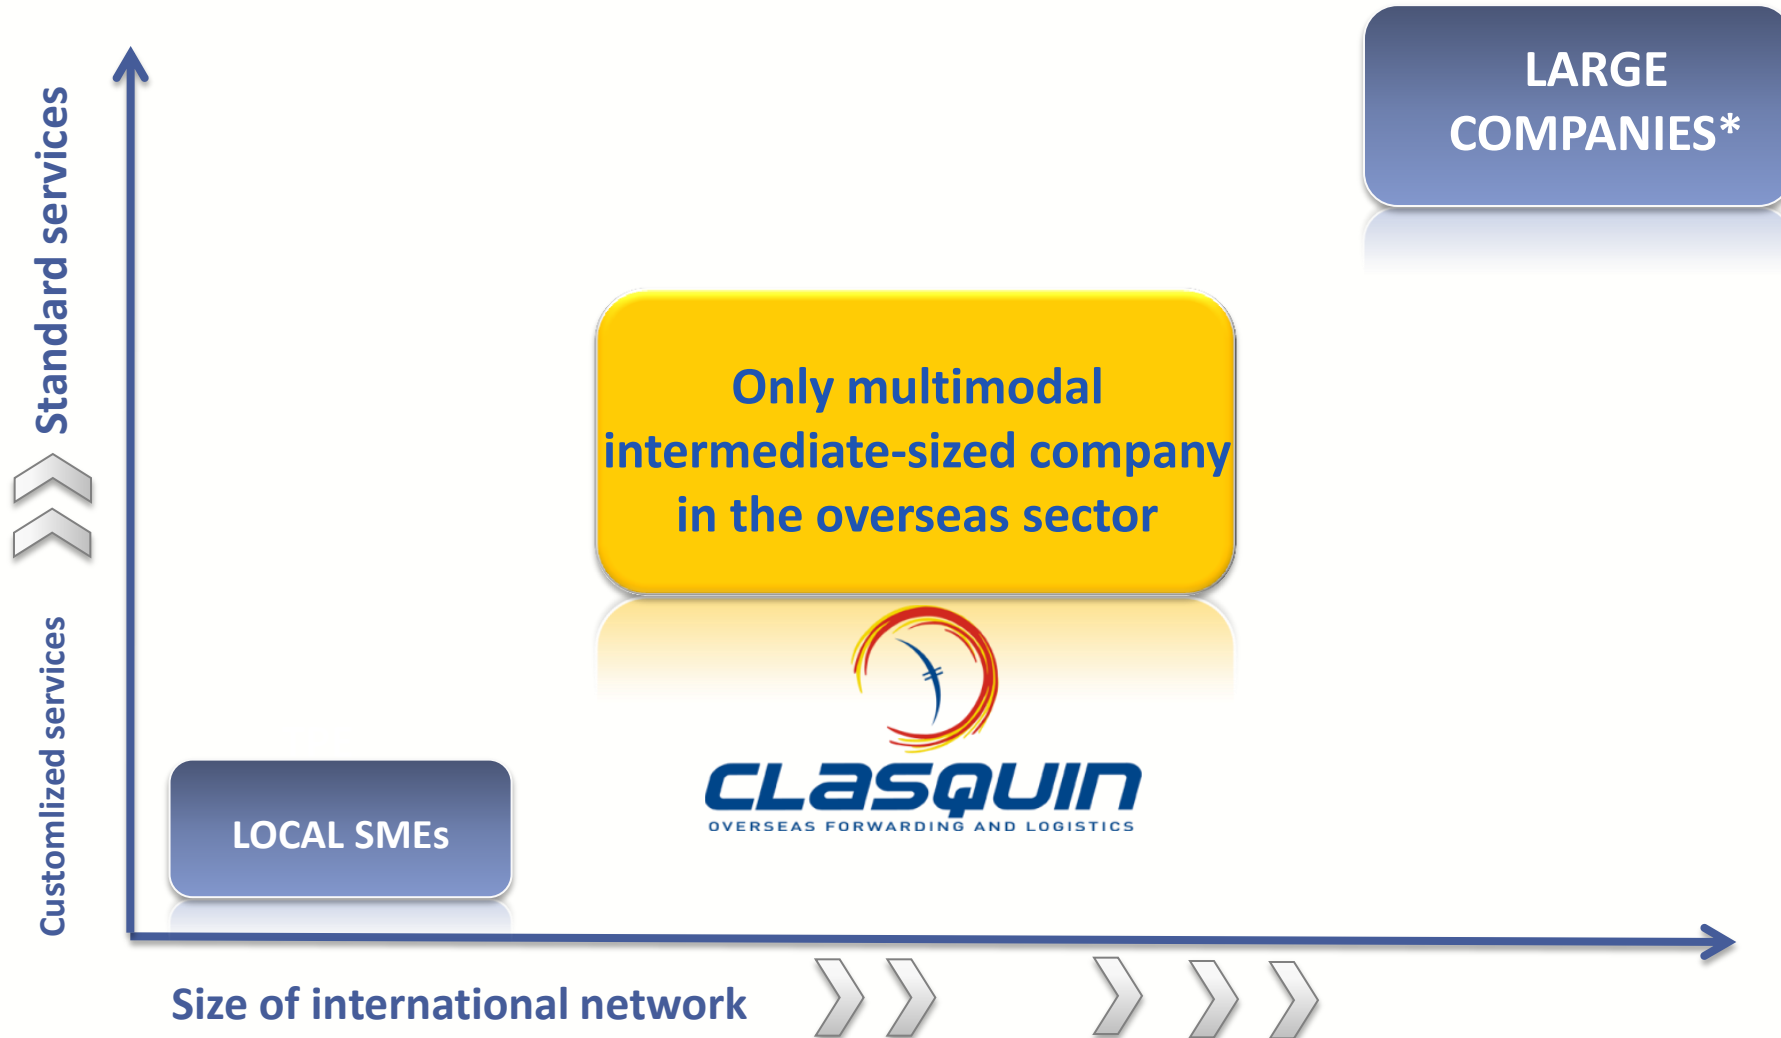 LARGE
COMPANIES*
Standard services
Only multimodal
intermediate-sized company
in the overseas sector
Customlized services
CLASQUIN
OVERSEAS FORWARDING AND LOGISTICS
LOCAL SMEs
Size of international network